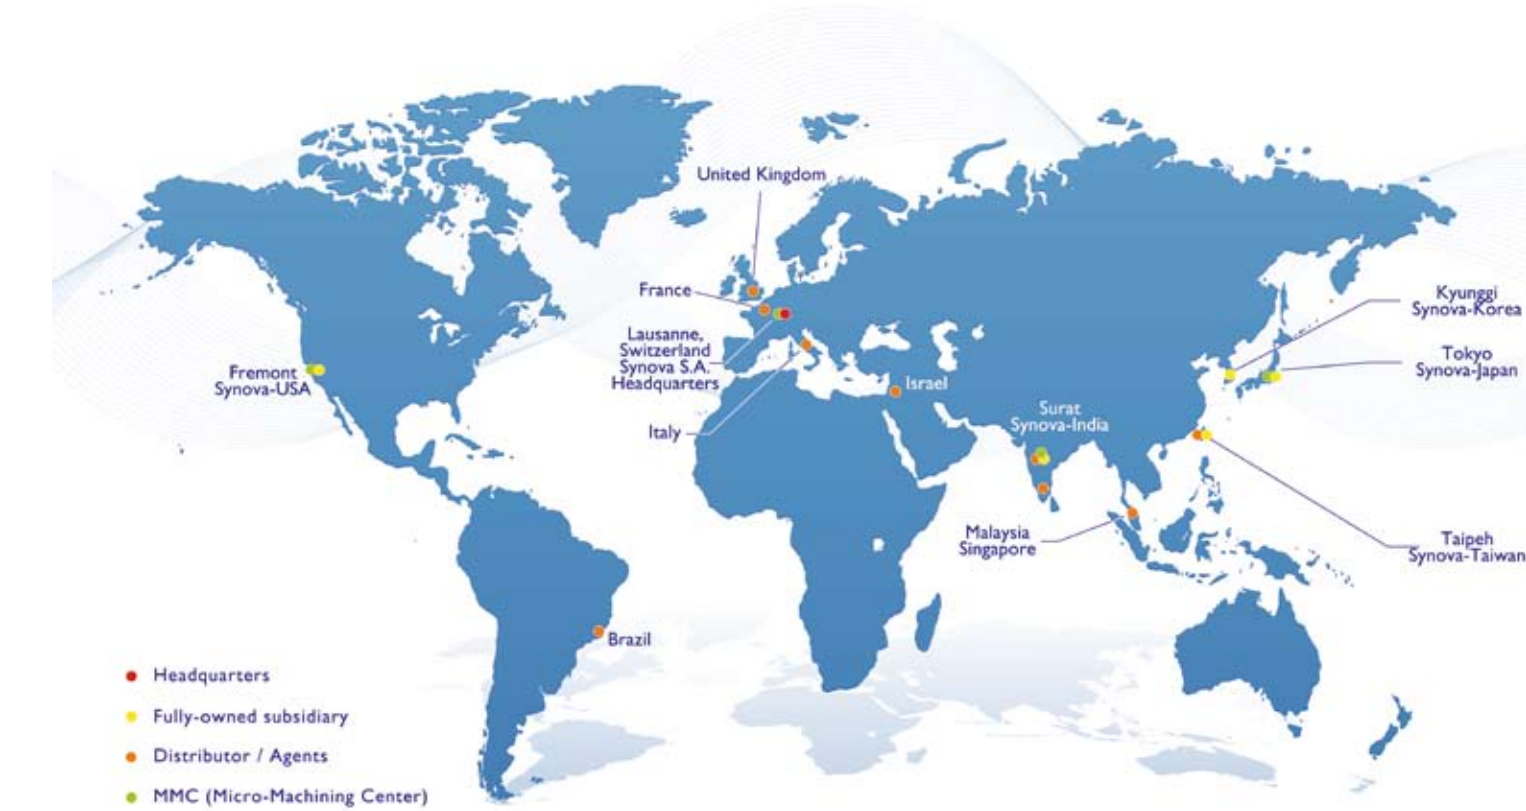 United Kingdom
France
Lausanne,
Switzerland
Synova S.A.
Headquarters
Italy
Israel
Fremont
Synova-USA
Surat
Synova-India
Kyunggi
Synova-Korea
Tokyo
Synova-Japan
Malaysia
Singapore
Taipeh
Synova-Taiwan
Brazil
Headquarters
Fully-owned subsidiary
Distributor / Agents
MMC (Micro-Machining Center)